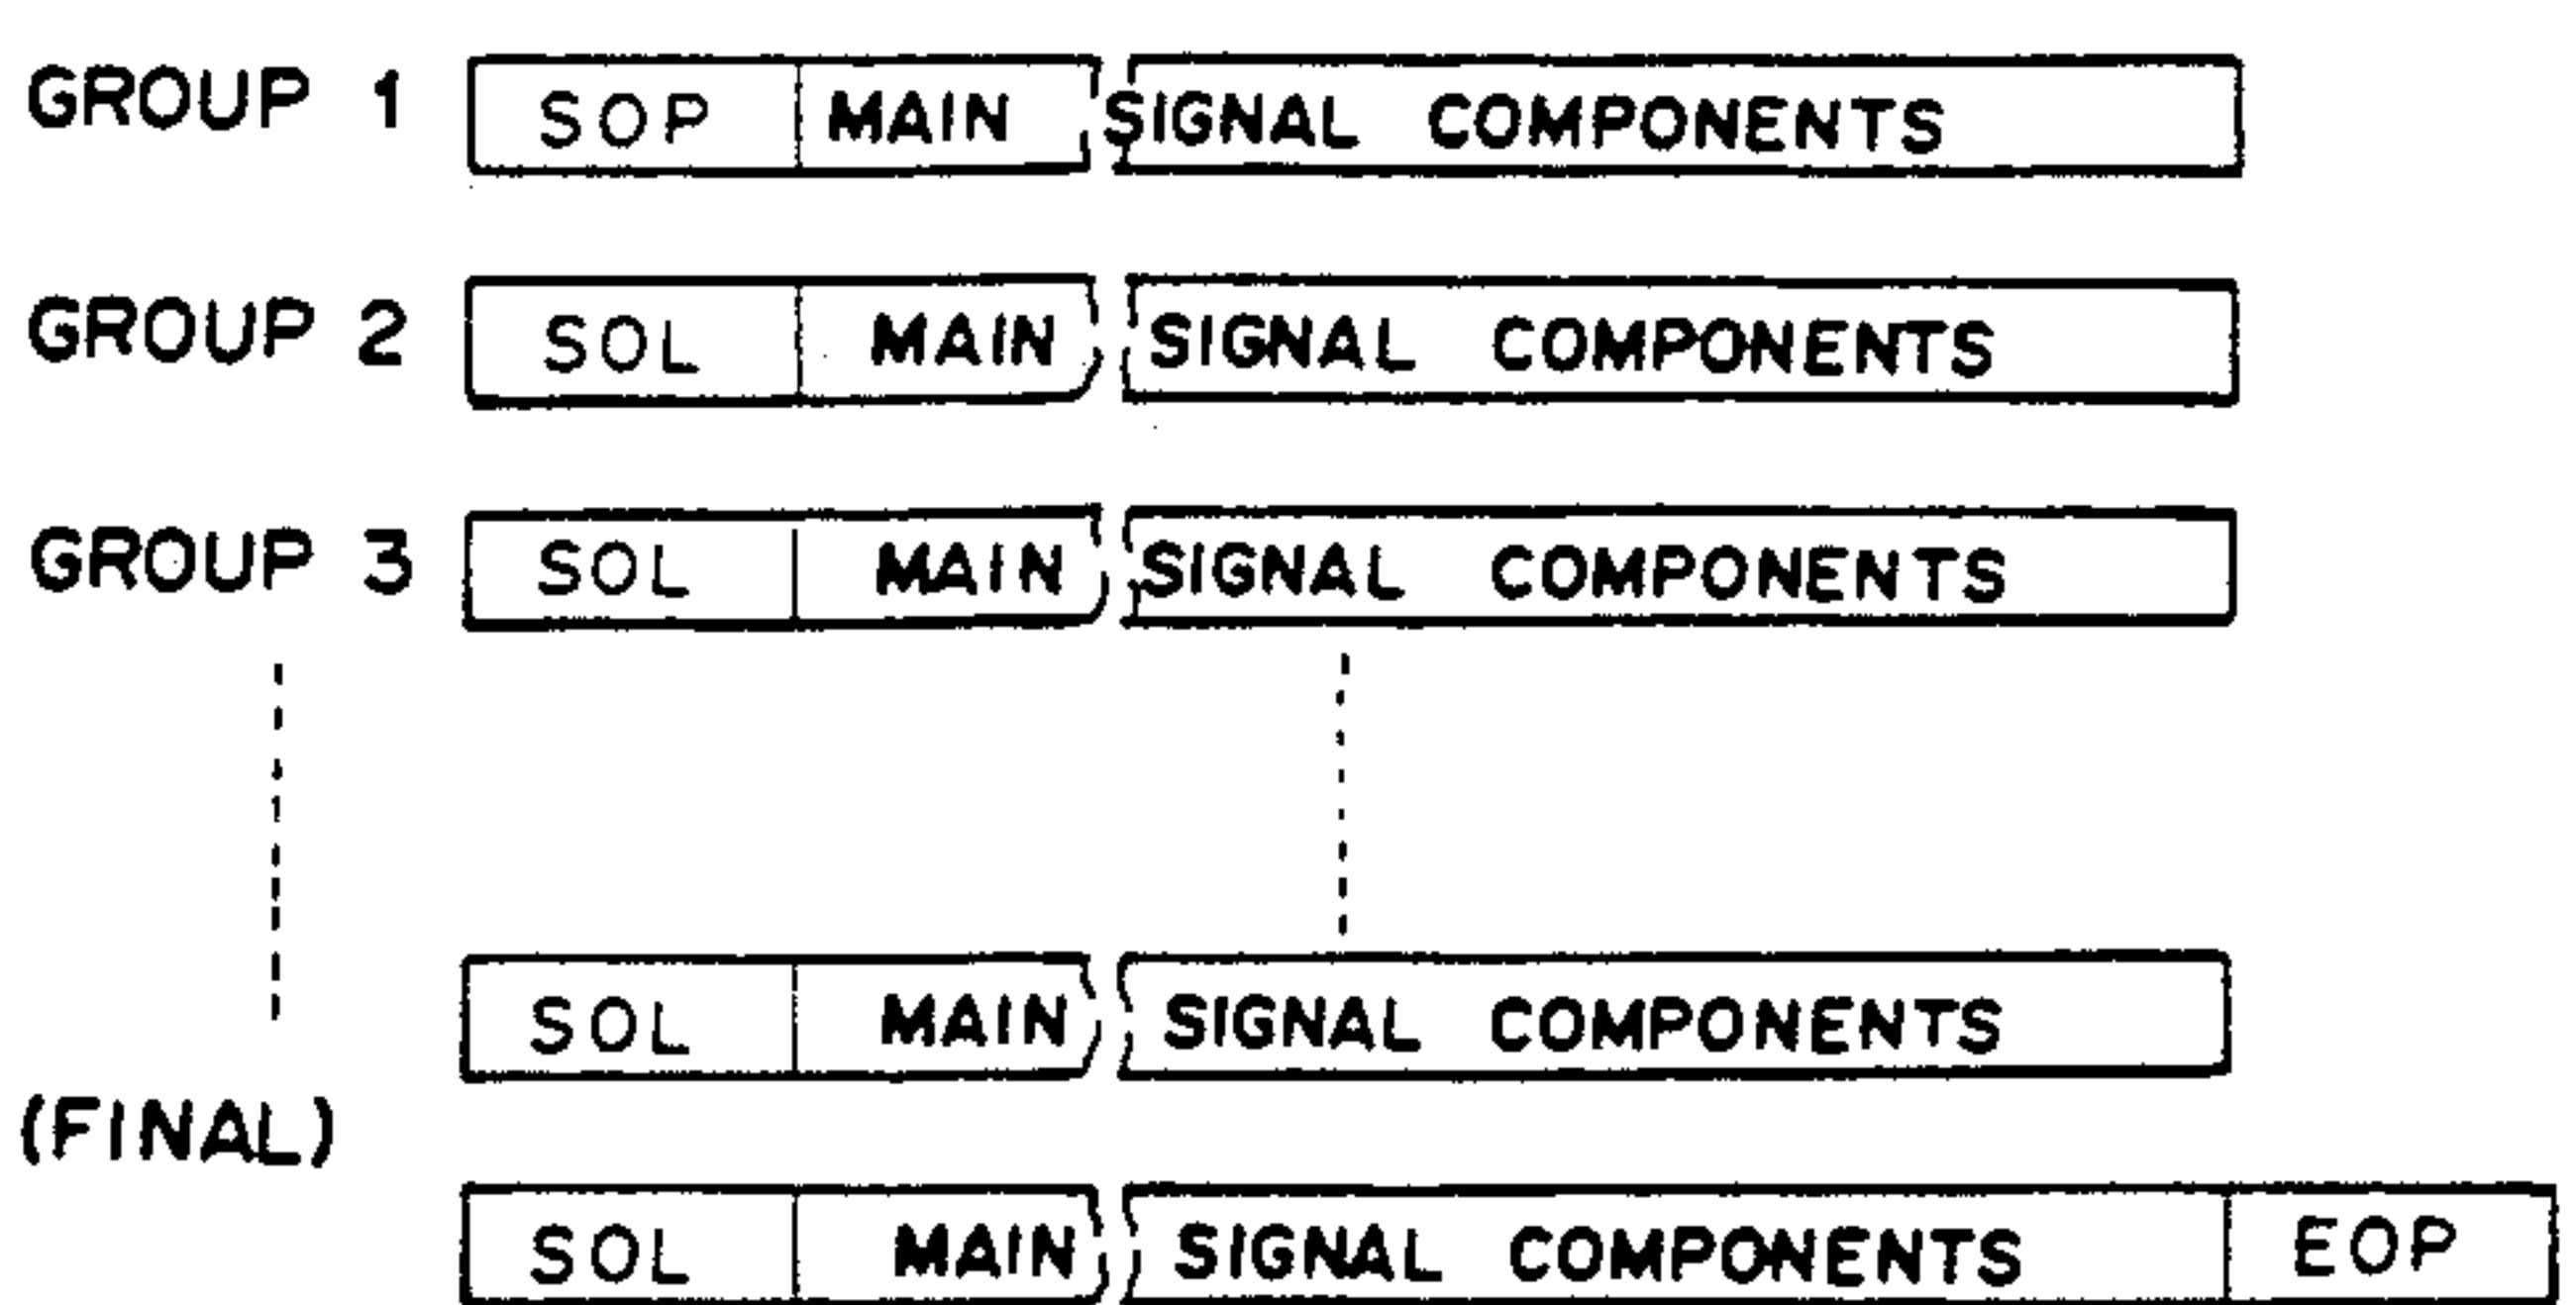 GROUP 1 SOP MAIN SIGNAL COMPONENTS
GROUP 2 SOL MAIN SIGNAL COMPONENTS
GROUP 3 SOL MAIN SIGNAL COMPONENTS
SOL MAIN SIGNAL COMPONENTS
(FINAL)
SOL MAIN SIGNAL COMPONENTS EOP